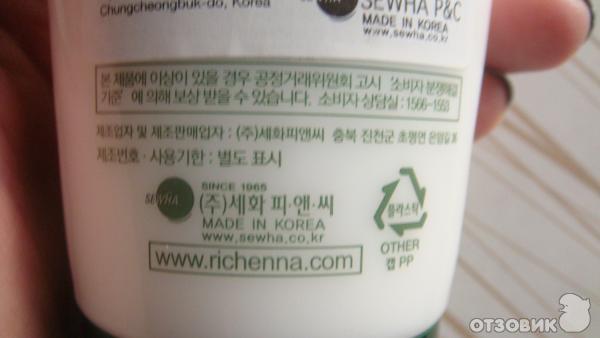 Chungcheongbuk-do, Korea
SEWHA P&C
MADE IN KOREA
www.sewha.co.kr
본 제품에 이상이 있을 경우 공정거래위원회 고시 '소비자 분쟁해결
기준' 에 의해 보상 받을 수 있습니다. 소비자 상담실 : 1566-1553
제조업자 및 제조판매업자 : (주)세화피앤씨 충북 진천군 초평면
제조번호 · 사용기한 : 별도 표시
SEWHA
SINCE 1965
(주)세화 피·앤·씨
MADE IN KOREA
www.sewha.co.kr
www.richenna.com
플라스틱
OTHER
캡 PP
ОТЗОВИК